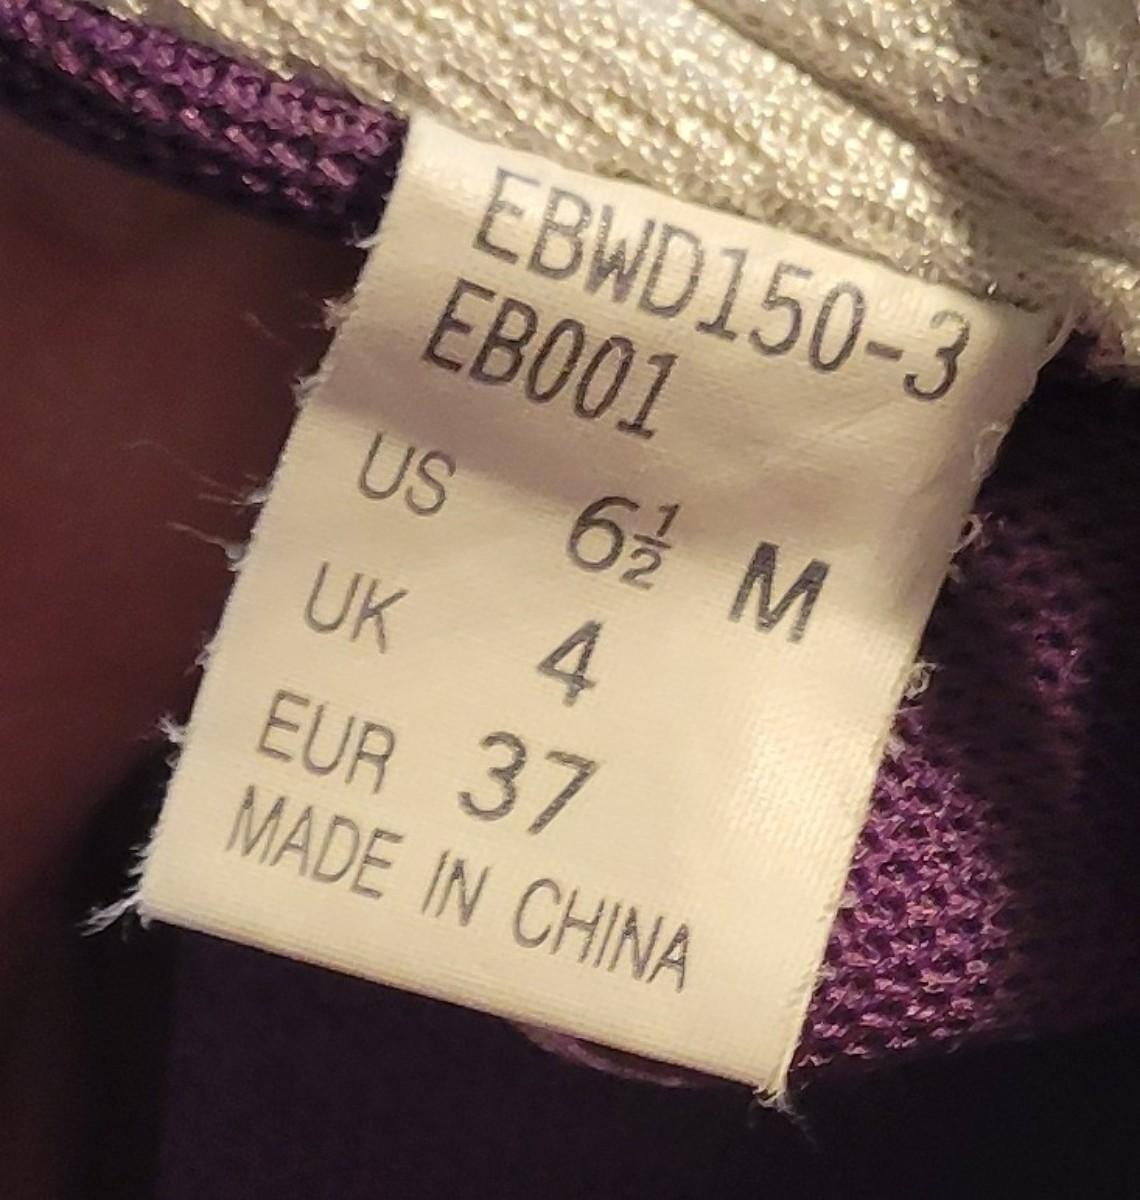 EBWD150-3
EB001
US 6½ M
UK 4
EUR 37
MADE IN CHINA